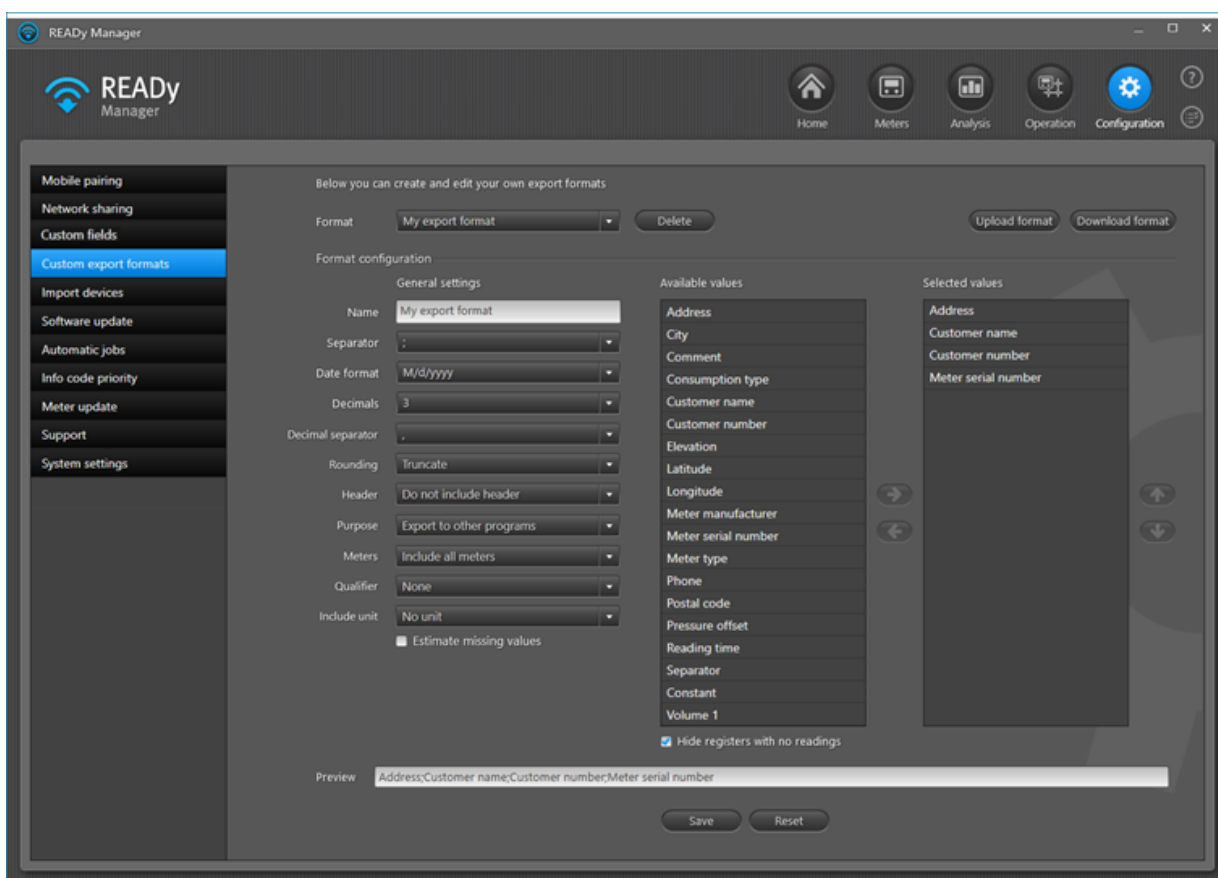 READy Manager
READy
Manager
Home
Meters
Analysis
Operation
Configuration
?
Mobile pairing
Network sharing
Custom fields
Custom export formats
Import devices
Software update
Automatic jobs
Info code priority
Meter update
Support
System settings
Below you can create and edit your own export formats
Format My export format Delete Upload format Download format
Format configuration
General settings
Name My export format
Separator ;
Date format M/d/yyyy
Decimals 3
Decimal separator ,
Rounding Truncate
Header Do not include header
Purpose Export to other programs
Meters Include all meters
Qualifier None
Include unit No unit
Estimate missing values
Available values
Address
City
Comment
Consumption type
Customer name
Customer number
Elevation
Latitude
Longitude
Meter manufacturer
Meter serial number
Meter type
Phone
Postal code
Pressure offset
Reading time
Separator
Constant
Volume 1
Hide registers with no readings
Selected values
Address
Customer name
Customer number
Meter serial number
Preview Address;Customer name;Customer number;Meter serial number
Save Reset